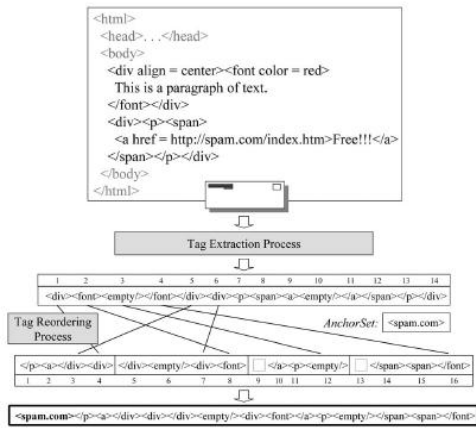 <html>
<head>. . .</head>
<body>
<div align = center><font color = red>
This is a paragraph of text.
</font></div>
<div><p><span>
<a href = http://spam.com/index.htm>Free!!!</a>
</span></p></div>
</body>
</html>
Tag Extraction Process
1 2 3 4 5 6 7 8 9 10 11 12 13 14
<div><font><empty/></font></div><div><p><span><a><empty/></a></span></p></div>
Tag Reordering
Process
AnchorSet: <spam.com>
</p><a></div><div> </div><empty/><div><font> </a><p><empty/> </span><span></font>
1 2 3 4 5 6 7 8 9 10 11 12 13 14 15 16
<spam.com></p><a></div><div></div><empty/><div><font></a><p><empty/></span><span></font>